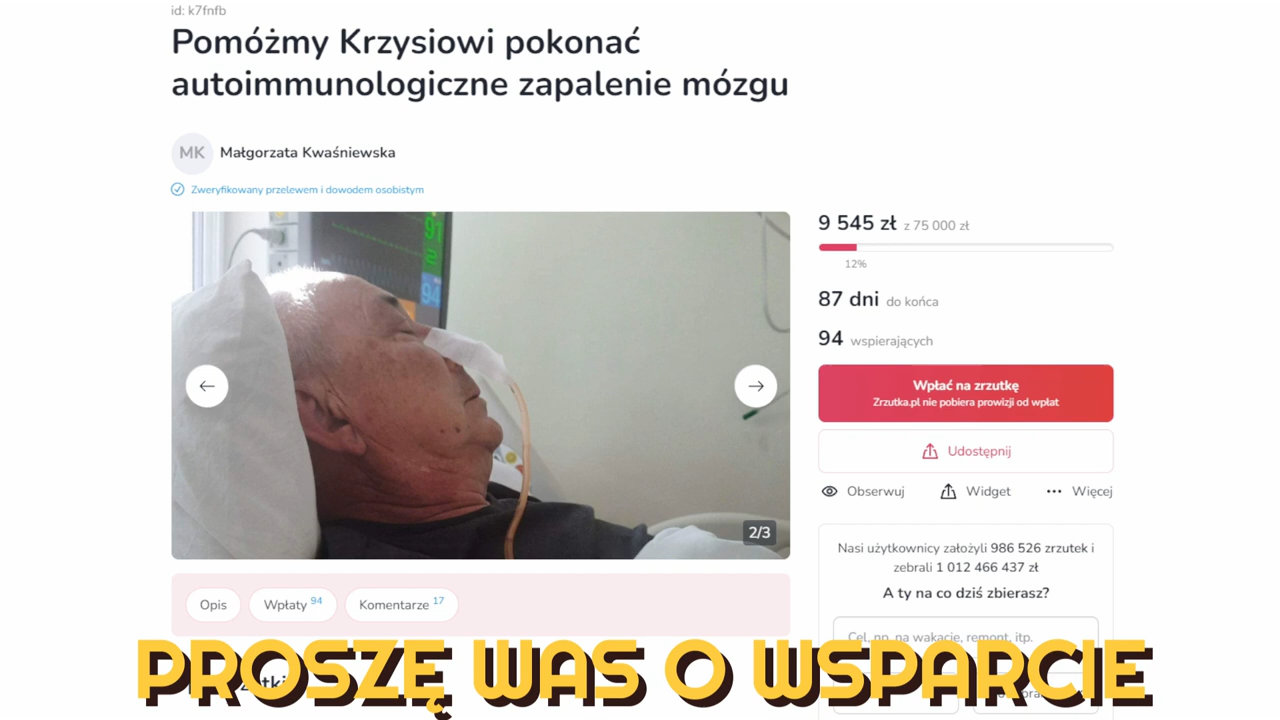 id: k7fnfb
Pomóżmy Krzysiowi pokonać
autoimmunologiczne zapalenie mózgu
MK Małgorzata Kwaśniewska
Zweryfikowany przelewem i dowodem osobistym
91
94
2/3
9 545 zł z 75 000 zł
12%
87 dni do końca
94 wspierających
Wpłać na zrzutkę
Zrzutka.pl nie pobiera prowizji od wpłat
Udostępnij
Obserwuj Widget Więcej
Nasi użytkownicy założyli 986 526 zrzutek i
zebrali 1 012 466 437 zł
A ty na co dziś zbierasz?
Cel, np. na wakacje, remont, itp.
Opis Wpłaty 94 Komentarze 17
PROSZĘ WAS O WSPARCIE